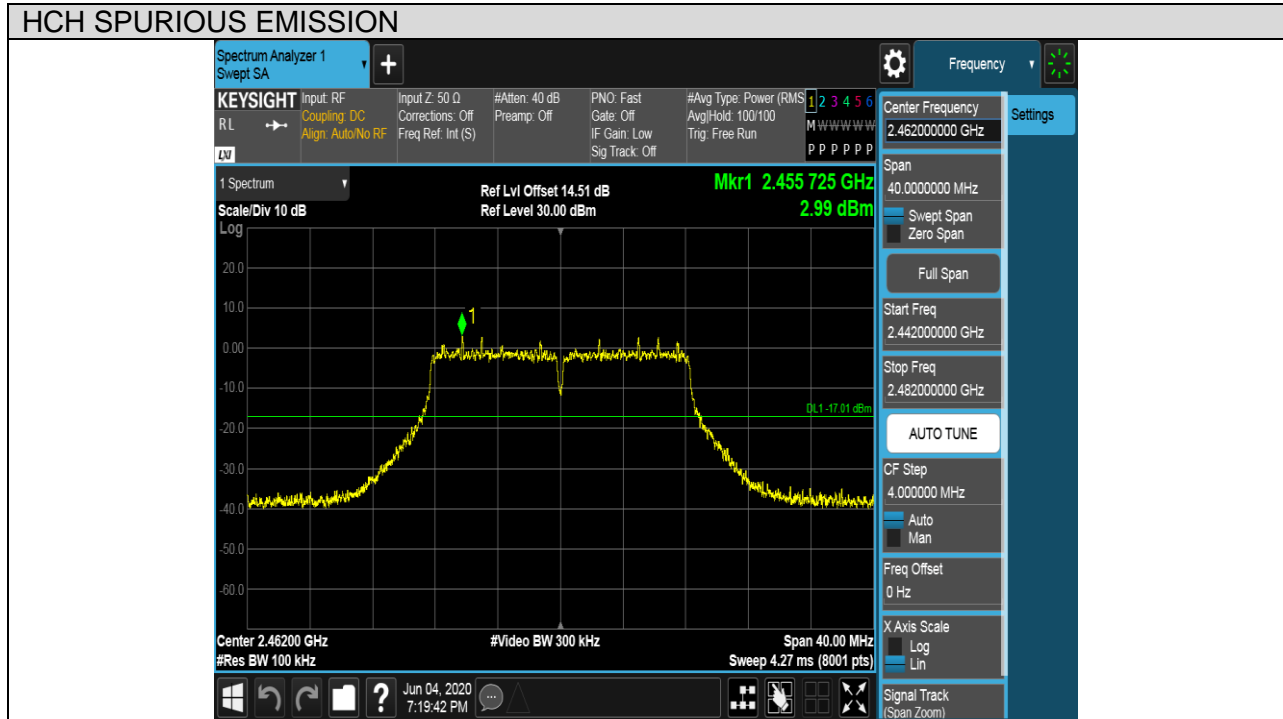 HCH SPURIOUS EMISSION
Spectrum Analyzer 1
Swept SA
Frequency
KEYSIGHT
RL
LXI
Input: RF
Coupling: DC
Align: Auto/No RF
Input Z: 50 Ω
Corrections: Off
Freq Ref: Int (S)
#Atten: 40 dB
Preamp: Off
PNO: Fast
Gate: Off
IF Gain: Low
Sig Track: Off
#Avg Type: Power (RMS
Avg|Hold: 100/100
Trig: Free Run
1 2 3 4 5 6
M W W W W W
P P P P P P
1 Spectrum
Scale/Div 10 dB
Ref Lvl Offset 14.51 dB
Ref Level 30.00 dBm
Mkr1 2.455 725 GHz
2.99 dBm
Log
20.0
10.0
0.00
-10.0
-20.0
-30.0
-40.0
-50.0
-60.0
1
DL1 -17.01 dBm
Center 2.46200 GHz
#Res BW 100 kHz
#Video BW 300 kHz
Span 40.00 MHz
Sweep 4.27 ms (8001 pts)
Jun 04, 2020
7:19:42 PM
Center Frequency
2.462000000 GHz
Settings
Span
40.0000000 MHz
Swept Span
Zero Span
Full Span
Start Freq
2.442000000 GHz
Stop Freq
2.482000000 GHz
AUTO TUNE
CF Step
4.000000 MHz
Auto
Man
Freq Offset
0 Hz
X Axis Scale
Log
Lin
Signal Track
(Span Zoom)